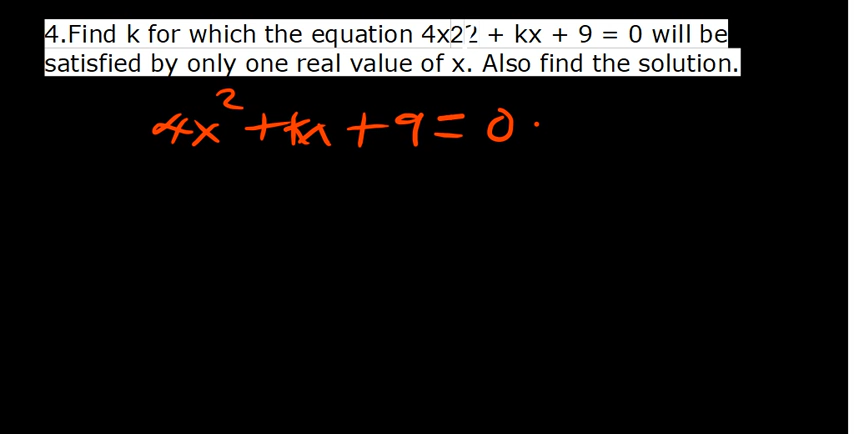 4.Find k for which the equation 4x22 + kx + 9 = 0 will be
satisfied by only one real value of x. Also find the solution.
4x² + kx + 9 = 0 .